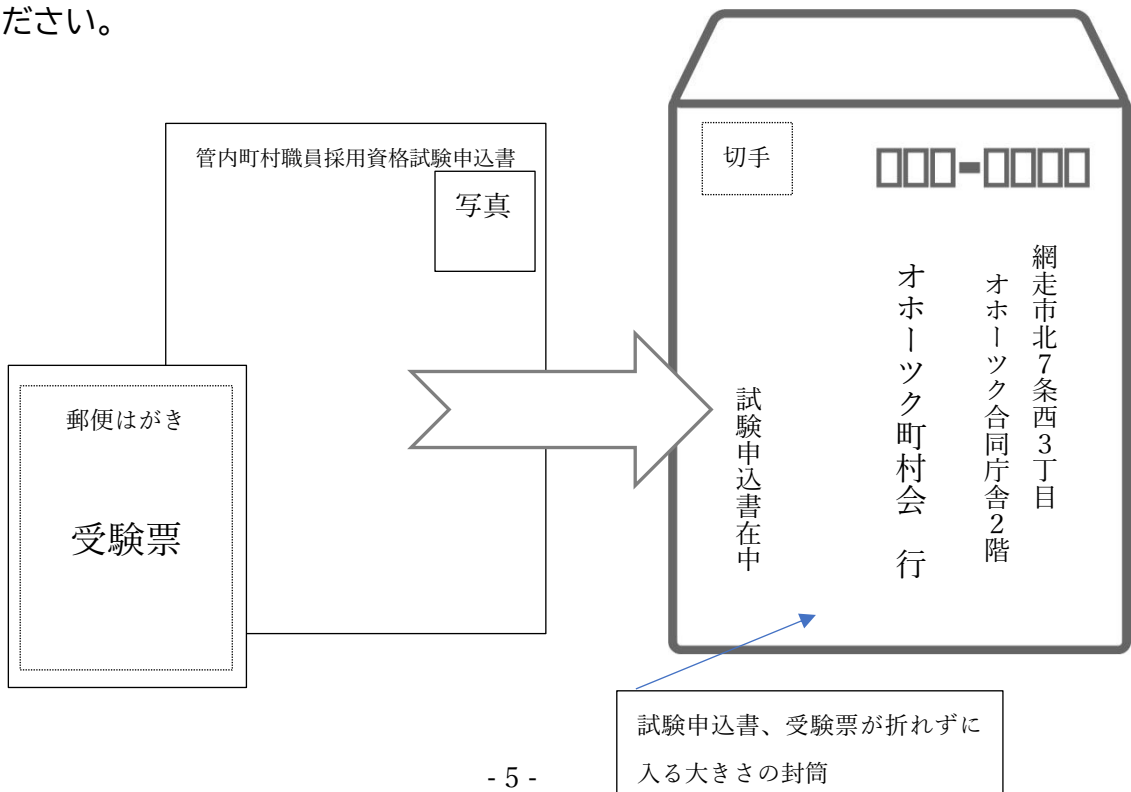 ださい。
管内町村職員採用資格試験申込書
写真
郵便はがき
受験票
切手
□□□-□□□□
網走市北7条西3丁目
オホーツク合同庁舎2階
オホーツク町村会　行
試験申込書在中
試験申込書、受験票が折れずに
入る大きさの封筒
- 5 -